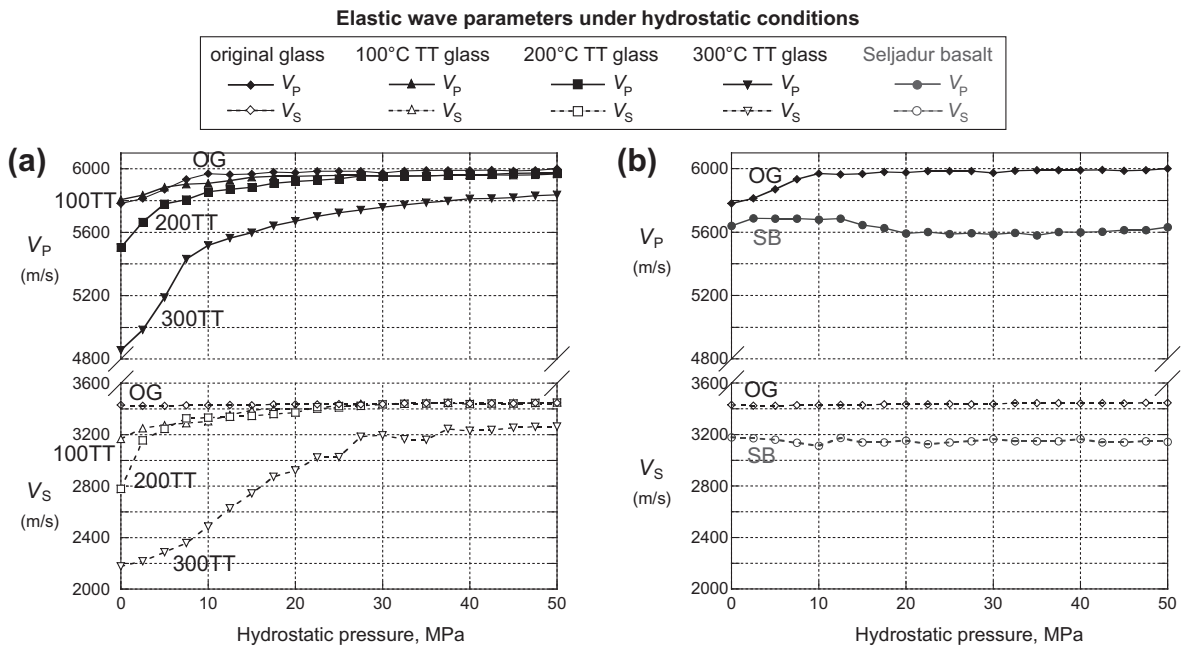 Elastic wave parameters under hydrostatic conditions
original glass 100°C TT glass 200°C TT glass 300°C TT glass Seljadur basalt
VP VP VP VP VP
VS VS VS VS VS
(a)
6000
5600
5200
4800
VP
(m/s)
OG
100TT
200TT
300TT
3600
3200
2800
2400
2000
VS
(m/s)
OG
100TT
200TT
300TT
0 10 20 30 40 50
Hydrostatic pressure, MPa
(b)
6000
5600
5200
4800
VP
(m/s)
OG
SB
3600
3200
2800
2400
2000
VS
(m/s)
OG
SB
0 10 20 30 40 50
Hydrostatic pressure, MPa